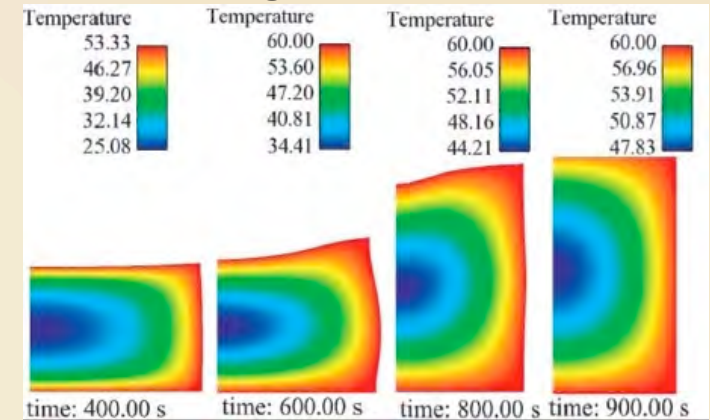 Temperature
53.33
46.27
39.20
32.14
25.08
time: 400.00 s
Temperature
60.00
53.60
47.20
40.81
34.41
time: 600.00 s
Temperature
60.00
56.05
52.11
48.16
44.21
time: 800.00 s
Temperature
60.00
56.96
53.91
50.87
47.83
time: 900.00 s